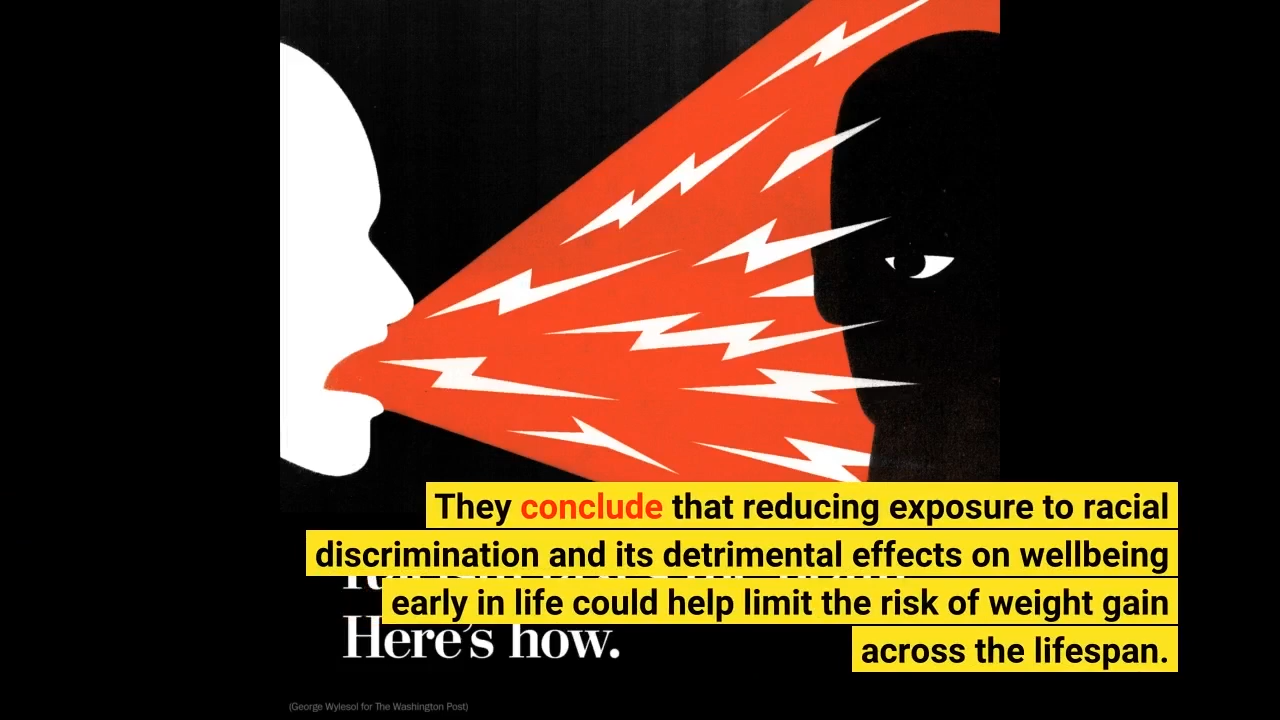 They conclude that reducing exposure to racial
discrimination and its detrimental effects on wellbeing
early in life could help limit the risk of weight gain
across the lifespan.
Here’s how.
(George Wylesol for The Washington Post)